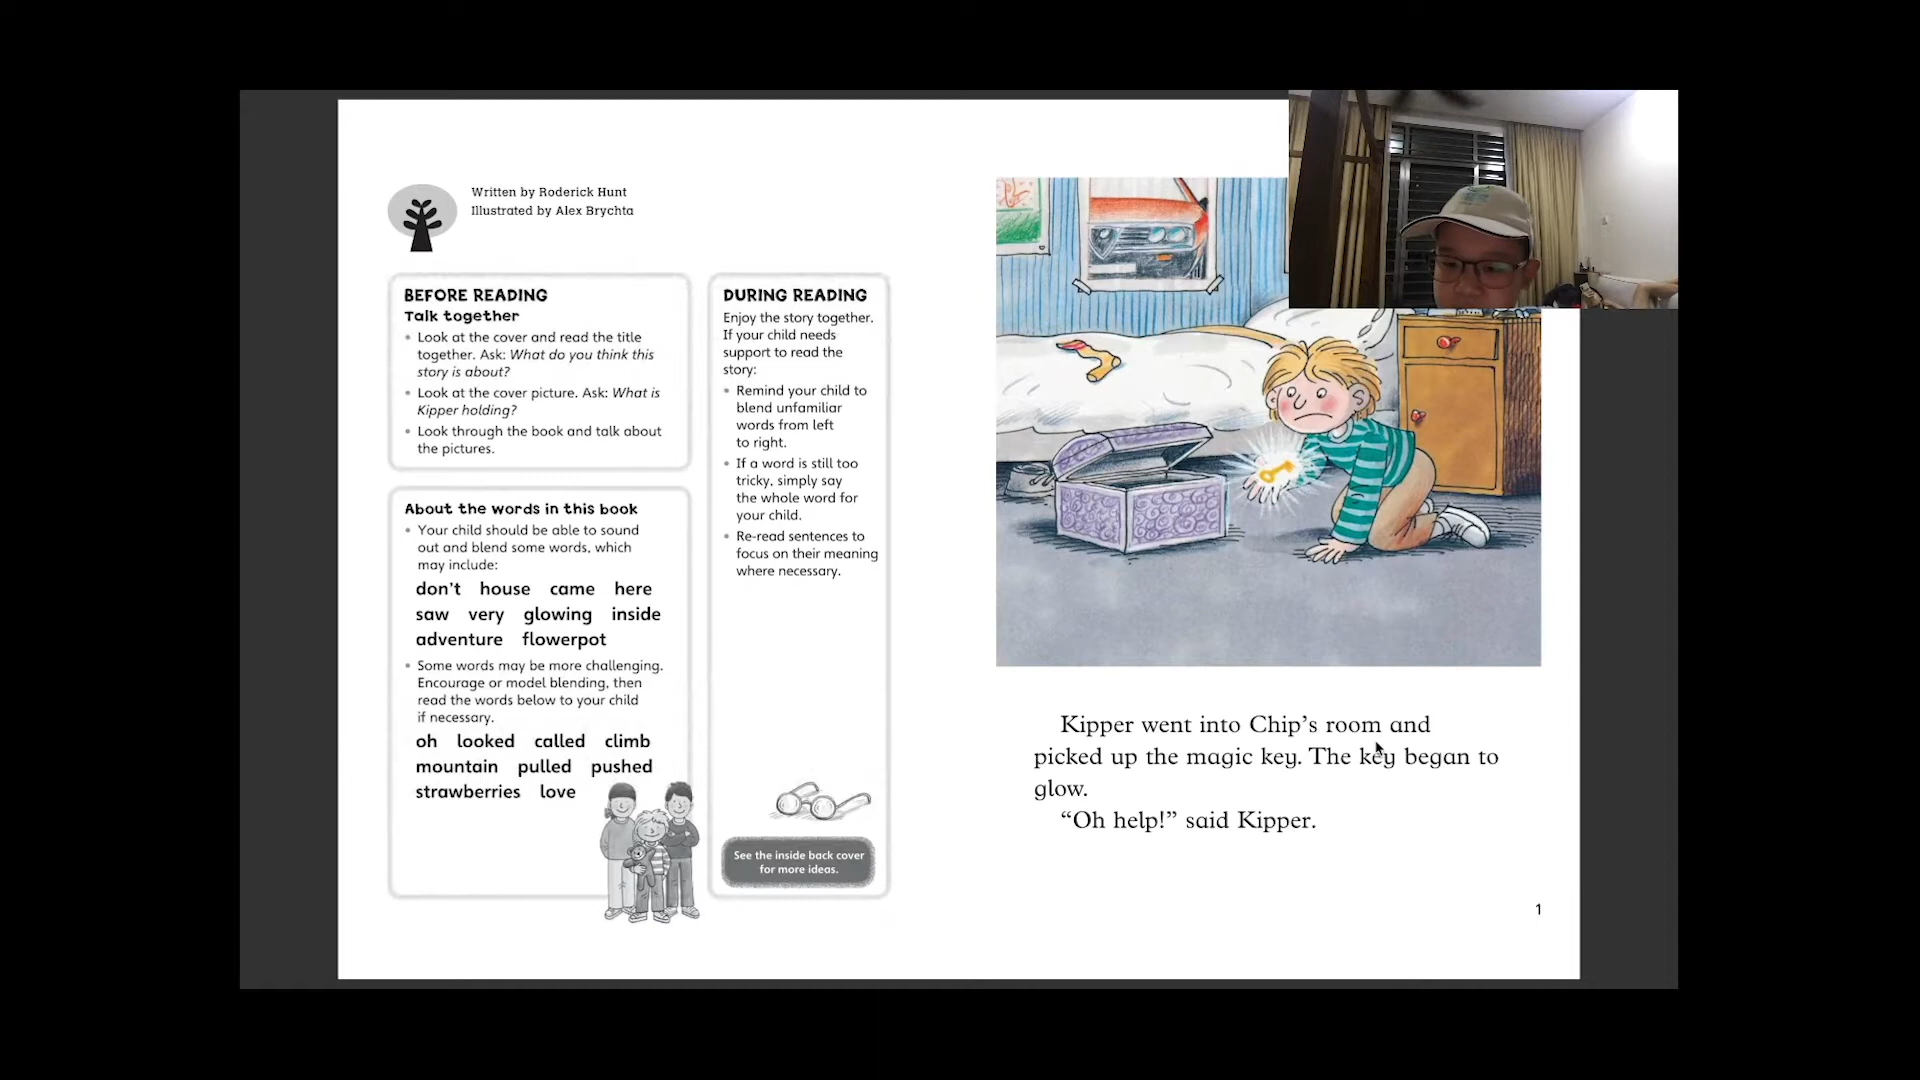 Written by Roderick Hunt
Illustrated by Alex Brychta
BEFORE READING
Talk together
• Look at the cover and read the title
together. Ask: What do you think this
story is about?
• Look at the cover picture. Ask: What is
Kipper holding?
• Look through the book and talk about
the pictures.
About the words in this book
• Your child should be able to sound
out and blend some words, which
may include:
don't house came here
saw very glowing inside
adventure flowerpot
• Some words may be more challenging.
Encourage or model blending, then
read the words below to your child
if necessary.
oh looked called climb
mountain pulled pushed
strawberries love
DURING READING
Enjoy the story together.
If your child needs
support to read the
story:
• Remind your child to
blend unfamiliar
words from left
to right.
• If a word is still too
tricky, simply say
the whole word for
your child.
• Re-read sentences to
focus on their meaning
where necessary.
See the inside back cover
for more ideas.
Kipper went into Chip's room and
picked up the magic key. The key began to
glow.
“Oh help!” said Kipper.
1